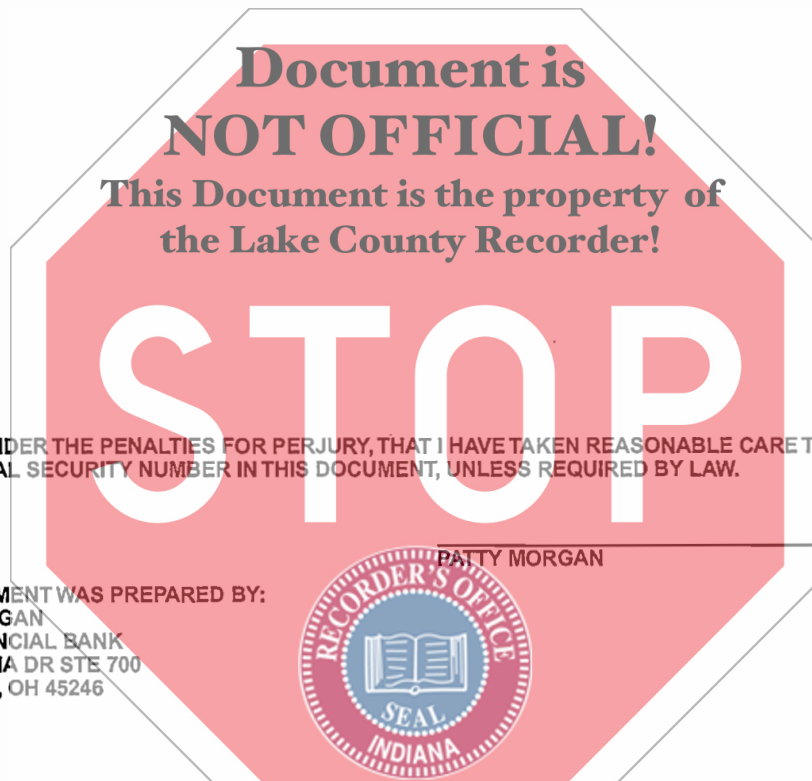 Document is
NOT OFFICIAL!
This Document is the property of
the Lake County Recorder!
STOP
DER THE PENALTIES FOR PERJURY, THAT I HAVE TAKEN REASONABLE CARE T
AL SECURITY NUMBER IN THIS DOCUMENT, UNLESS REQUIRED BY LAW.
PATTY MORGAN
MENT WAS PREPARED BY:
GAN
NCIAL BANK
A DR STE 700
, OH 45246
RECORDER'S OFFICE
SEAL
INDIANA